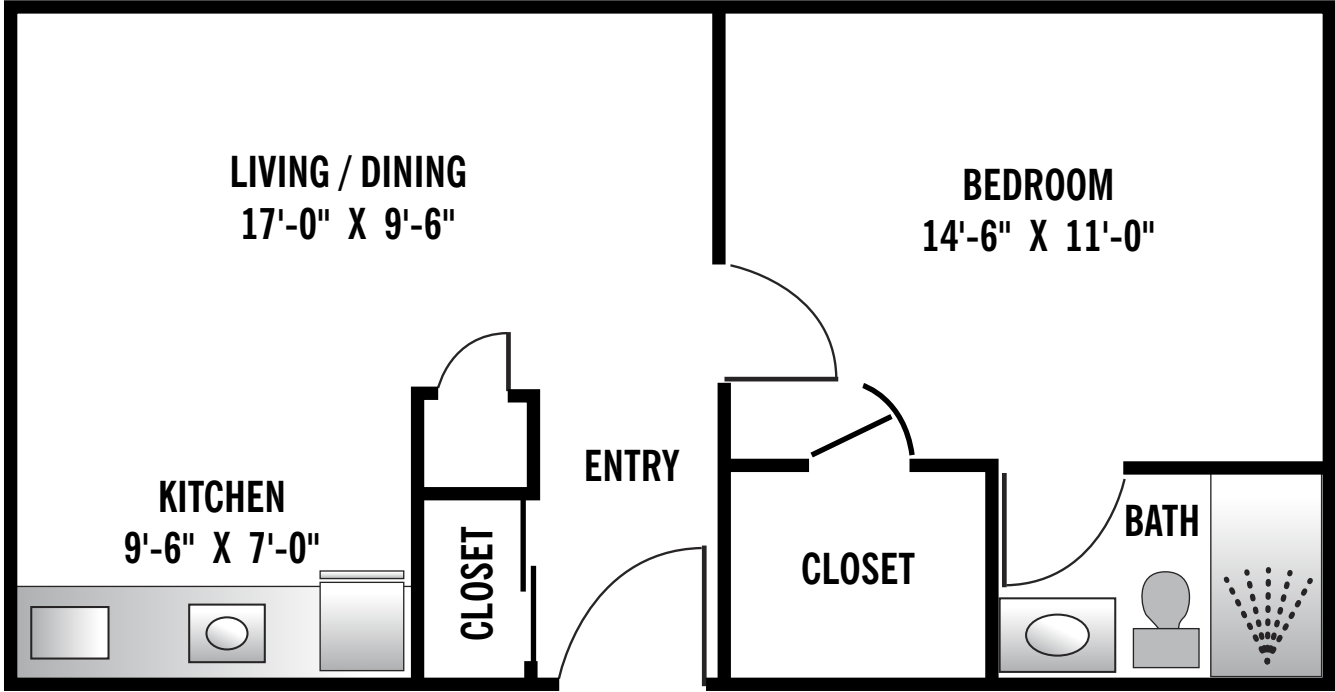 LIVING / DINING
17'-0" X 9'-6"
BEDROOM
14'-6" X 11'-0"
ENTRY
KITCHEN
9'-6" X 7'-0"
CLOSET
CLOSET
BATH